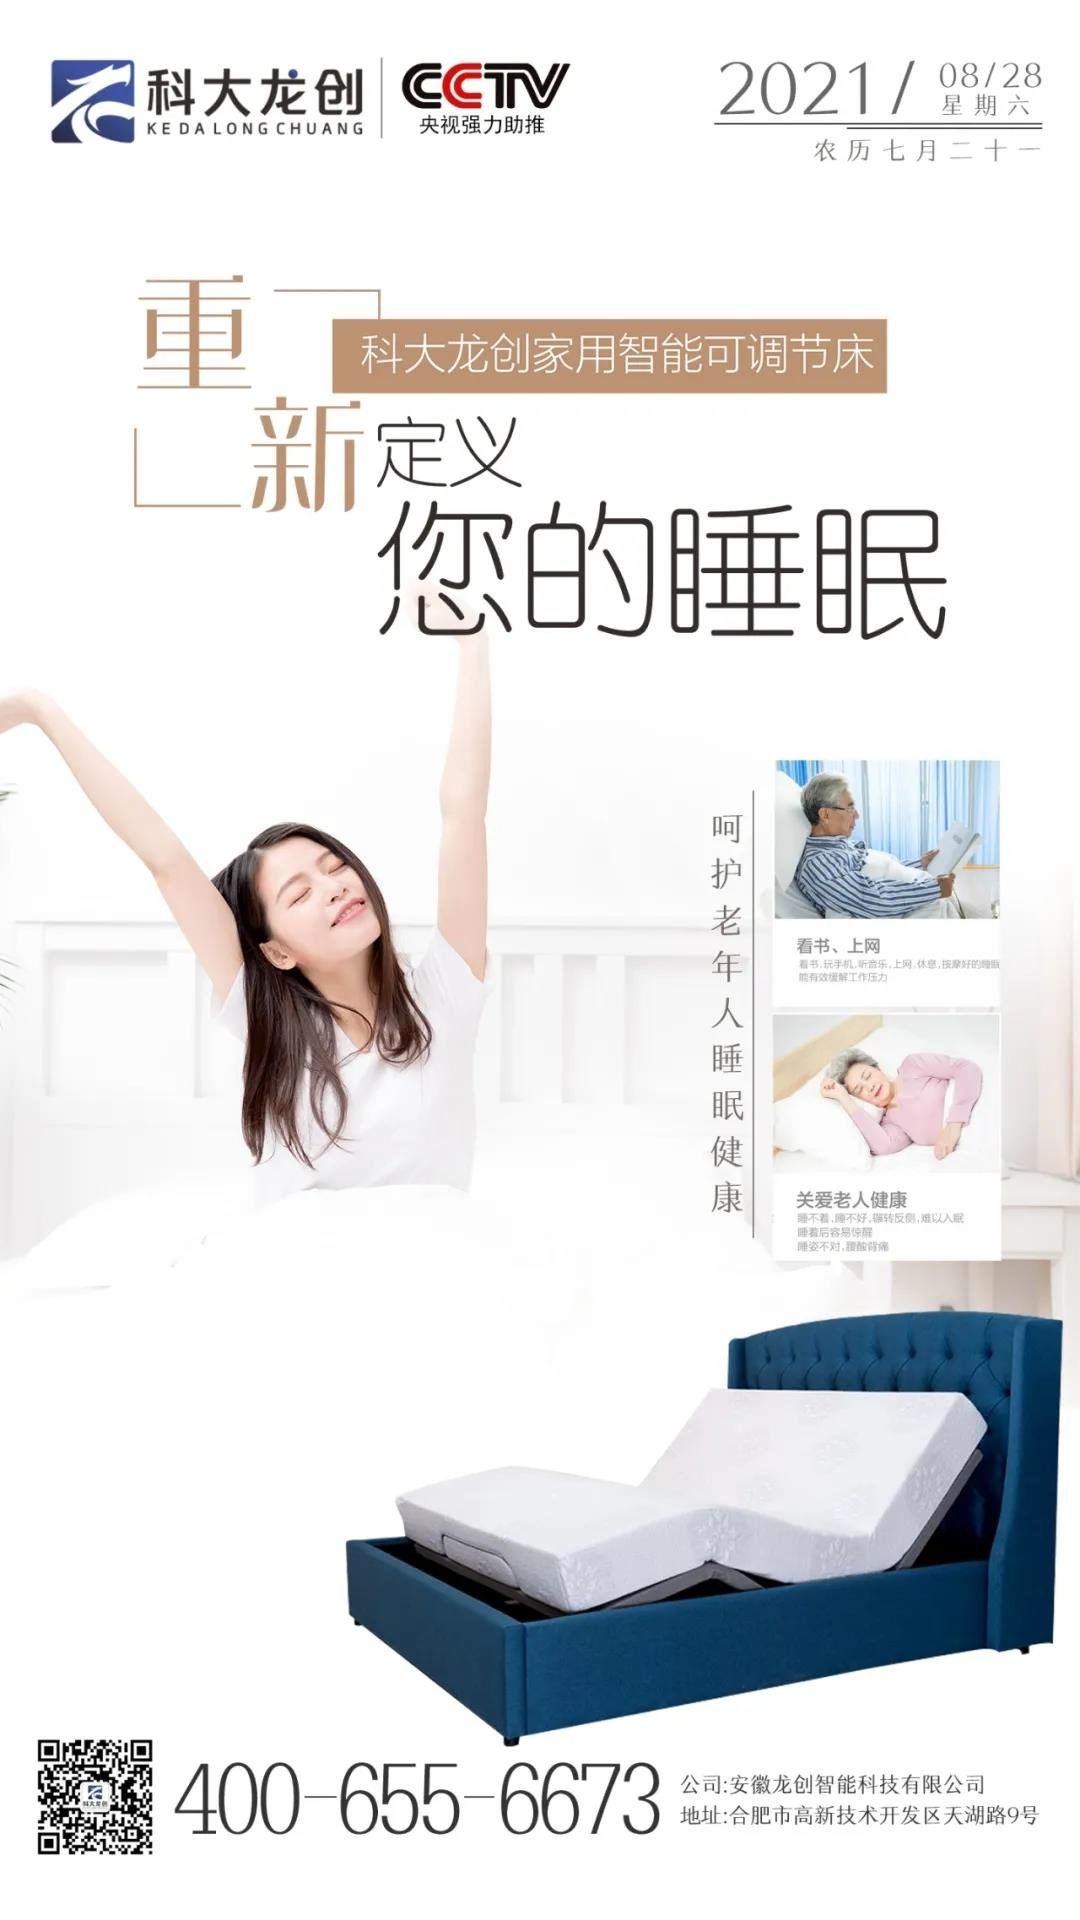 科大龙创
KEDALONGCHUANG
CCTV
央视强力助推
2021/
08/28
星期六
农历七月二十一
重新
科大龙创家用智能可调节床
定义
您的睡眠
呵护老年人睡眠健康
看书、上网
看书,玩手机,听音乐,上网,休息,按摩好的睡眠
能有效缓解工作压力
关爱老人健康
睡不着,睡不好,辗转反侧,难以入眠
睡着后容易惊醒
睡姿不对,腰酸背痛
科大龙创
400-655-6673
公司:安徽龙创智能科技有限公司
地址:合肥市高新技术开发区天湖路9号